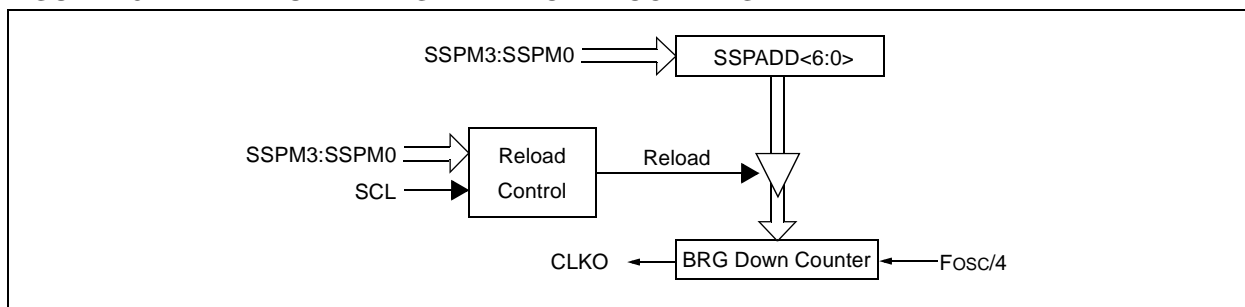 SSPM3:SSPM0
SSPADD<6:0>
SSPM3:SSPM0
SCL
Reload
Control
Reload
CLKO
BRG Down Counter
FOSC/4